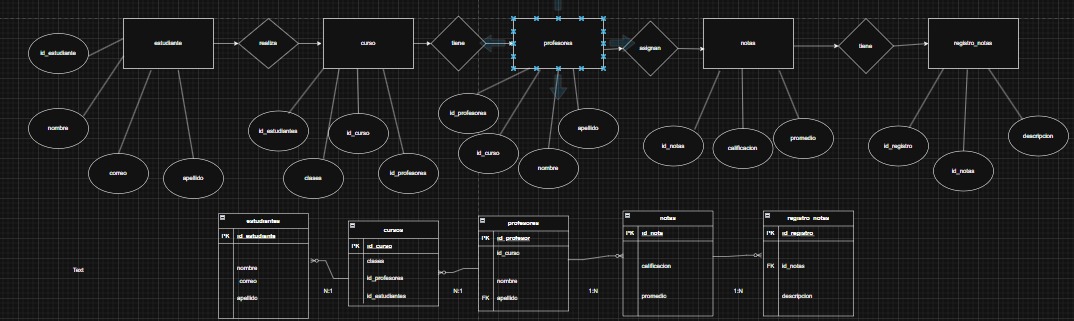 estudiante
realiza
curso
tiene
profesores
asignan
notas
tiene
registro_notas
id_estudiante
nombre
correo
apellido
id_estudiantes
clases
id_curso
id_profesores
id_profesores
id_curso
nombre
apellido
id_notas
calificacion
promedio
id_registro
id_notas
descripcion
Text
estudiantes
PK id_estudiante
nombre
correo
apellido
N:1
cursos
PK id_curso
clases
id_profesores
id_estudiantes
N:1
profesores
PK id_profesor
id_curso
nombre
FK apellido
1:N
notas
PK id_nota
calificacion
promedio
1:N
registro_notas
PK id_registro
FK id_notas
descripcion